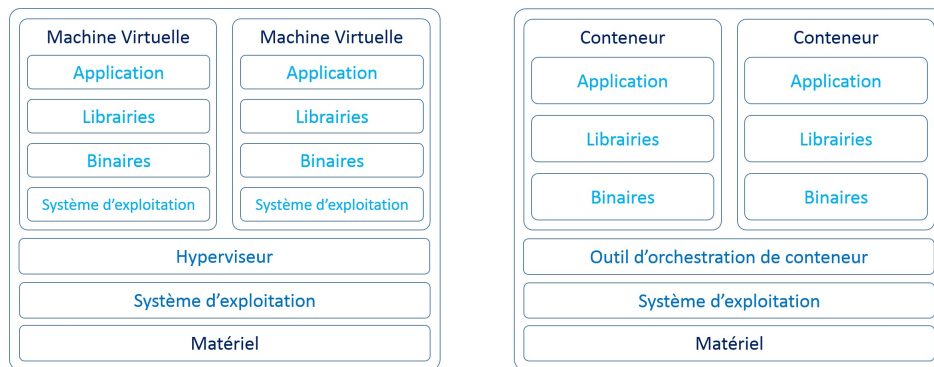 Machine Virtuelle
Application
Librairies
Binaires
Système d'exploitation
Machine Virtuelle
Application
Librairies
Binaires
Système d'exploitation
Hyperviseur
Système d'exploitation
Matériel
Conteneur
Application
Librairies
Binaires
Conteneur
Application
Librairies
Binaires
Outil d'orchestration de conteneur
Système d'exploitation
Matériel